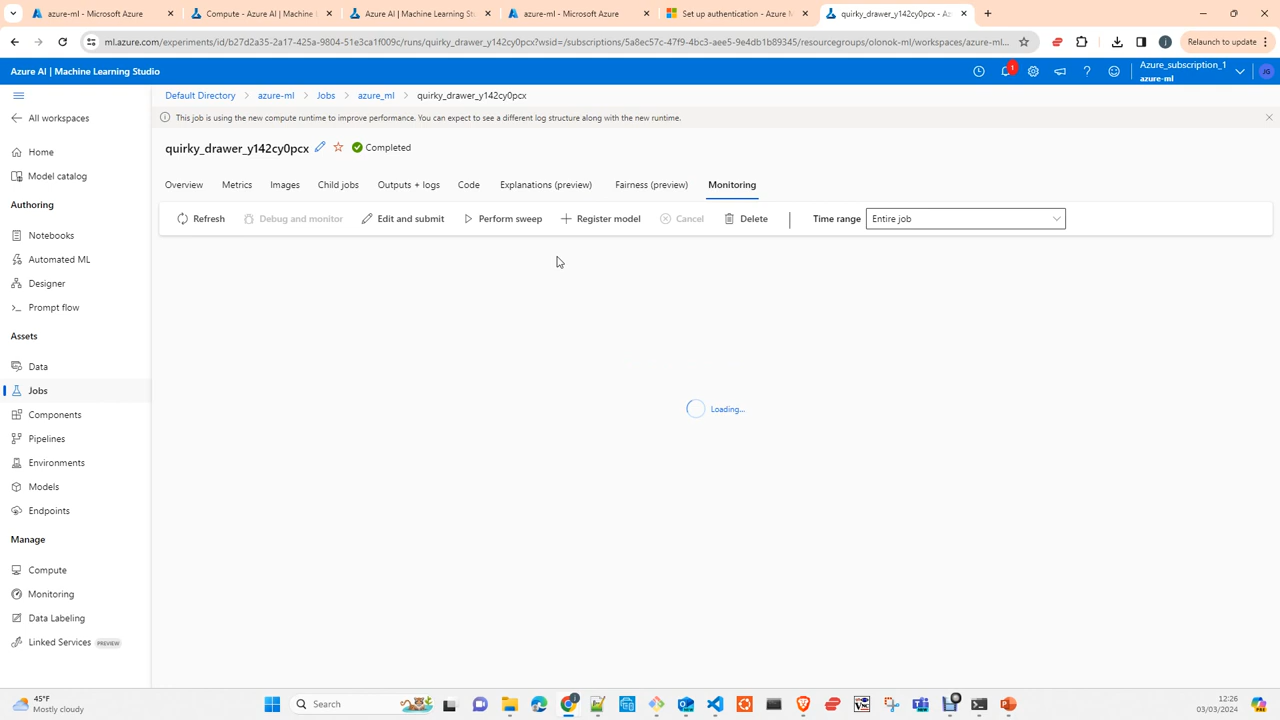 azure-ml - Microsoft Azure
Compute - Azure AI | Machine L
Azure AI | Machine Learning Stu
azure-ml - Microsoft Azure
Set up authentication - Azure M
quirky_drawer_y142cy0pcx - Az
ml.azure.com/experiments/id/b27d2a35-2a17-425a-9804-51e3ca1f009c/runs/quirky_drawer_y142cy0pcx?wsid=/subscriptions/5a8ec57c-47f9-4bc3-aee5-9e4db1b89345/resourcegroups/olonok-ml/workspaces/azure-ml...
Relaunch to update
Azure AI | Machine Learning Studio
1
Azure_subscription_1
azure-ml
JG
Default Directory > azure-ml > Jobs > azure_ml > quirky_drawer_y142cy0pcx
All workspaces
This job is using the new compute runtime to improve performance. You can expect to see a different log structure along with the new runtime.
quirky_drawer_y142cy0pcx
Completed
Home
Model catalog
Authoring
Notebooks
Automated ML
Designer
Prompt flow
Assets
Data
Jobs
Components
Pipelines
Environments
Models
Endpoints
Manage
Compute
Monitoring
Data Labeling
Linked Services PREVIEW
Overview Metrics Images Child jobs Outputs + logs Code Explanations (preview) Fairness (preview) Monitoring
Refresh Debug and monitor Edit and submit Perform sweep Register model Cancel Delete Time range Entire job
Loading...
45°F
Mostly cloudy
Search
12:26
03/03/2024